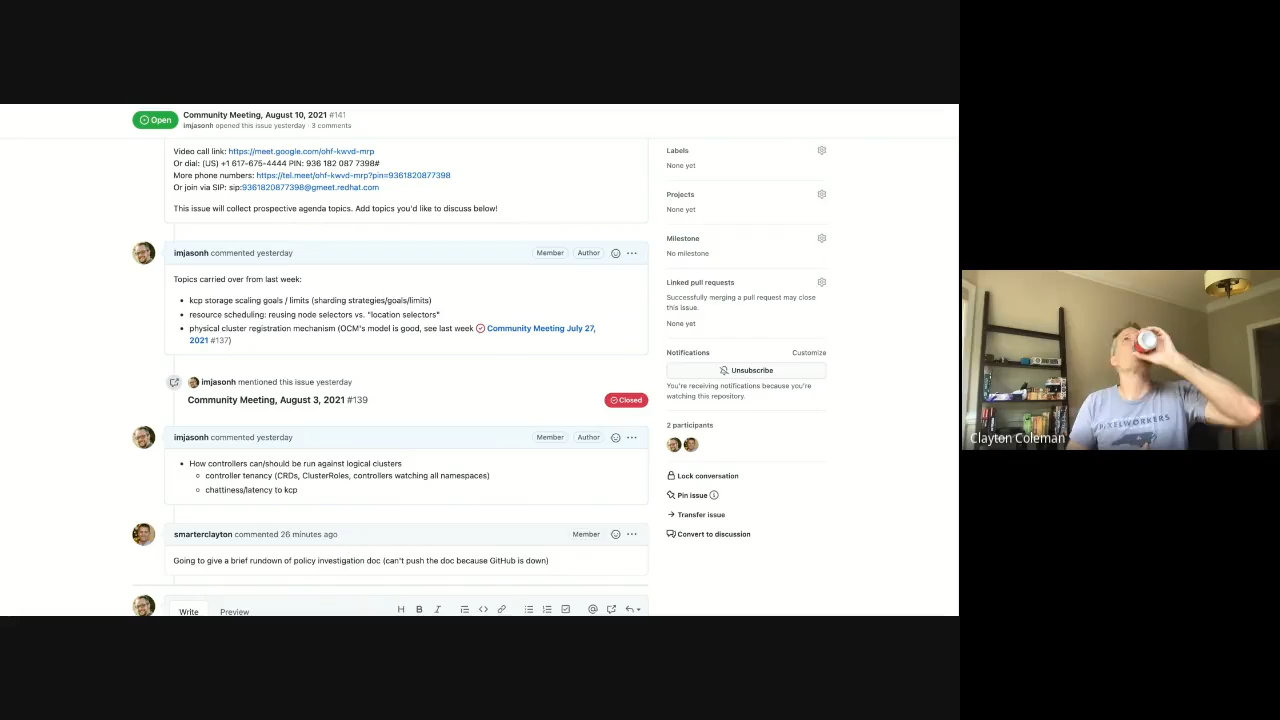 Open
Community Meeting, August 10, 2021 #141
imjasonh opened this issue yesterday · 3 comments
Video call link: https://meet.google.com/ohf-kwvd-mrp
Or dial: (US) +1 617-675-4444 PIN: 936 182 087 7398#
More phone numbers: https://tel.meet/ohf-kwvd-mrp?pin=9361820877398
Or join via SIP: sip:9361820877398@gmeet.redhat.com
This issue will collect prospective agenda topics. Add topics you'd like to discuss below!
imjasonh commented yesterday
Member
Author
Topics carried over from last week:
• kcp storage scaling goals / limits (sharding strategies/goals/limits)
• resource scheduling: reusing node selectors vs. "location selectors"
• physical cluster registration mechanism (OCM's model is good, see last week Community Meeting July 27,
2021 #137)
imjasonh mentioned this issue yesterday
Community Meeting, August 3, 2021 #139
Closed
imjasonh commented yesterday
Member
Author
• How controllers can/should be run against logical clusters
controller tenancy (CRDs, ClusterRoles, controllers watching all namespaces)
chattiness/latency to kcp
smarterclayton commented 26 minutes ago
Member
Going to give a brief rundown of policy investigation doc (can't push the doc because GitHub is down)
Write
Preview
H B I
Labels
None yet
Projects
None yet
Milestone
No milestone
Linked pull requests
Successfully merging a pull request may close
this issue.
None yet
Notifications
Customize
Unsubscribe
You're receiving notifications because you're
watching this repository.
2 participants
Lock conversation
Pin issue
Transfer issue
Convert to discussion
PIXELWORKERS
Clayton Coleman